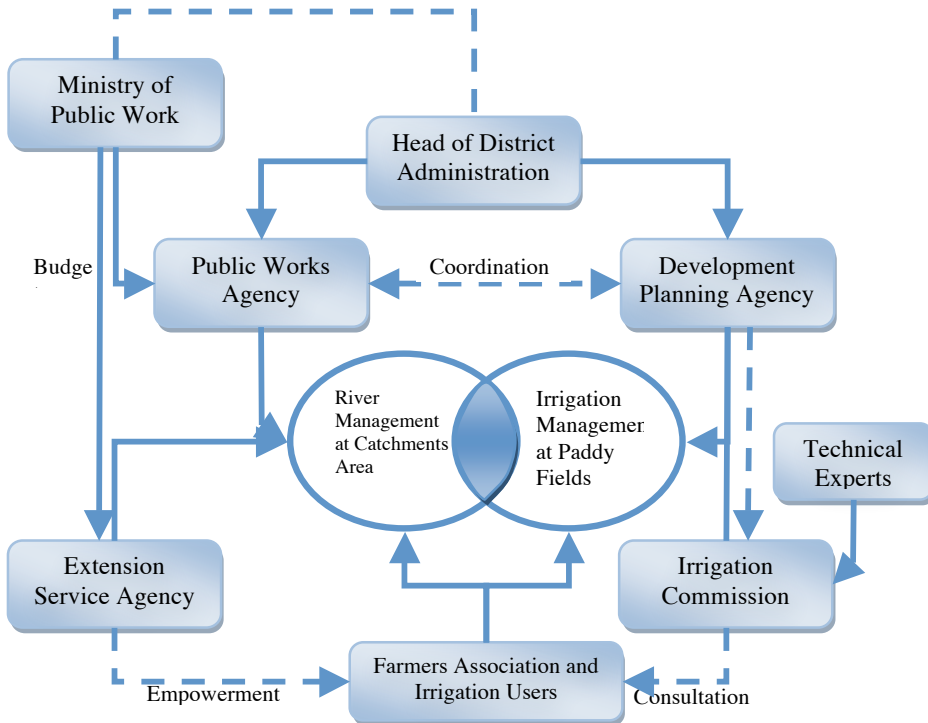 Ministry of
Public Work
Head of District
Administration
Budge
Public Works
Agency
Coordination
Development
Planning Agency
River
Management
at Catchments
Area
Irrigation
Managemer
at Paddy
Fields
Technical
Experts
Extension
Service Agency
Irrigation
Commission
Farmers Association and
Irrigation Users
Empowerment
Consultation